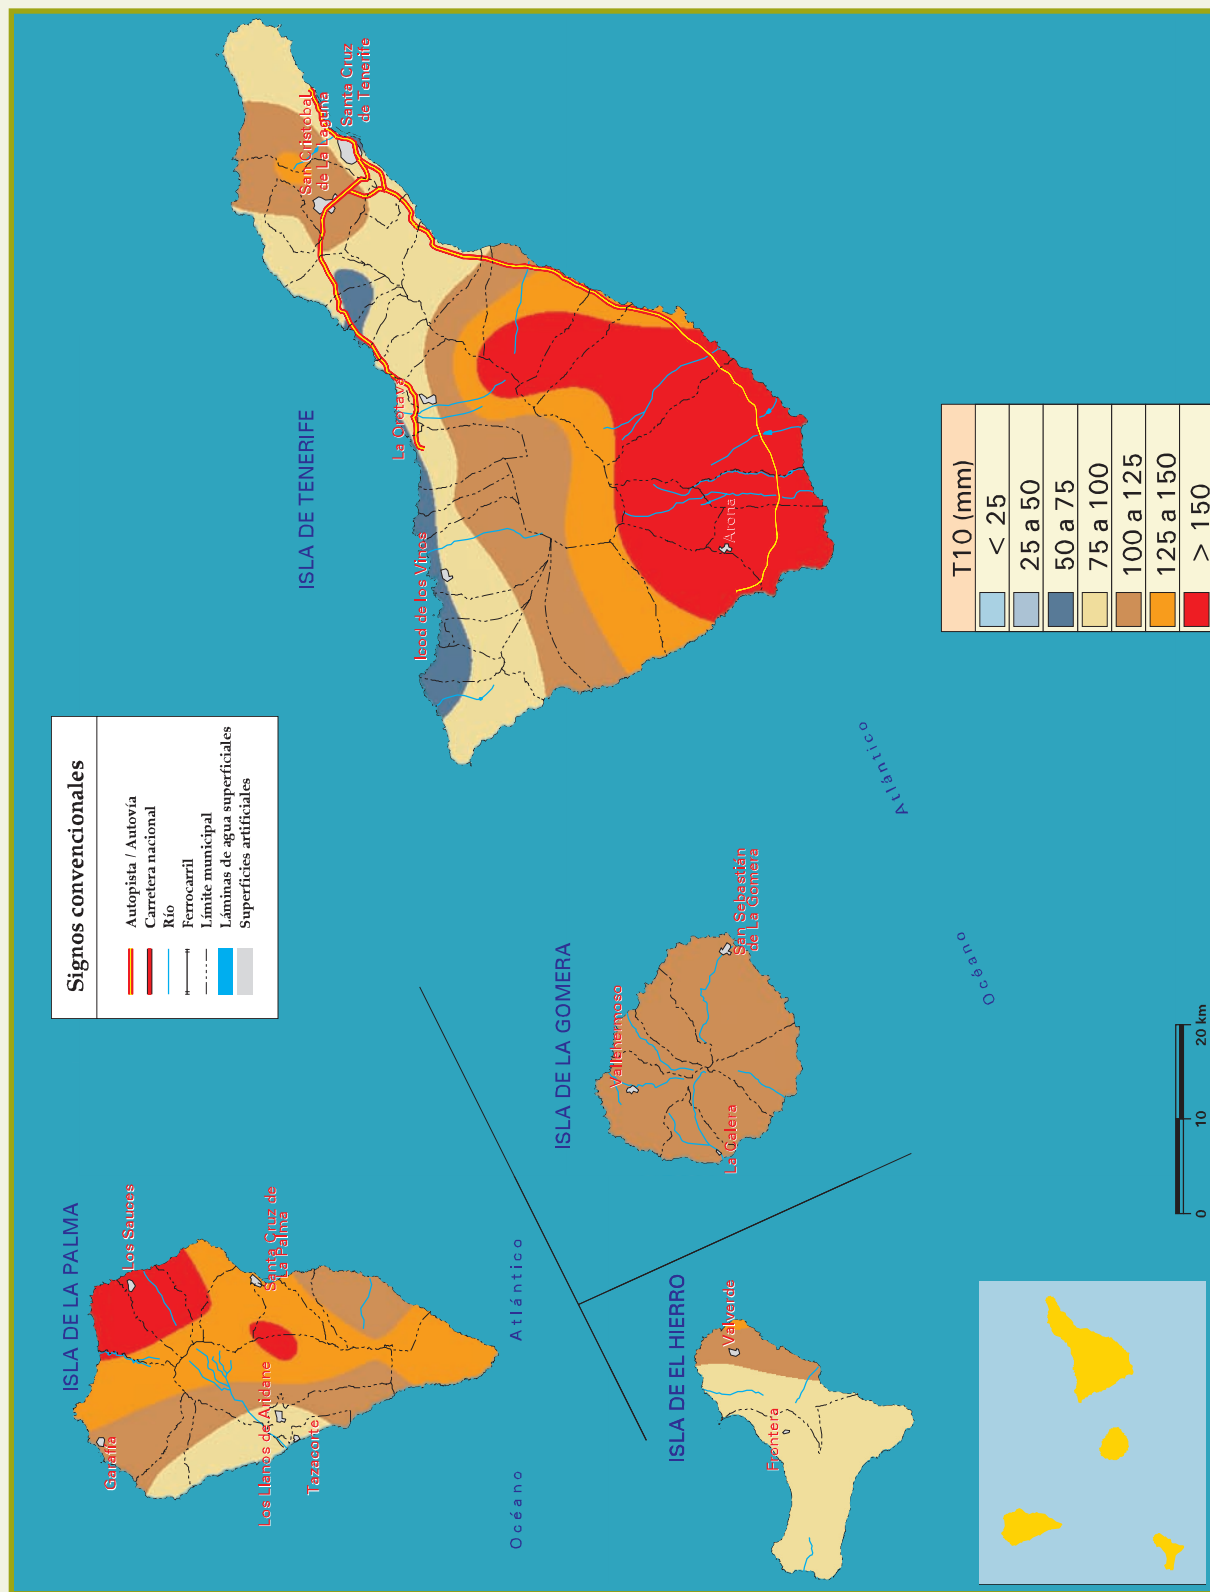 ISLA DE LA PALMA
Los Sauces
Santa Cruz de
La Palma
Garafía
Los Llanos de Aridane
Tazacorte
Signos convencionales
Autopista / Autovía
Carretera nacional
Río
Ferrocarril
Límite municipal
Láminas de agua superficiales
Superficies artificiales
ISLA DE TENERIFE
San Cristobal
de La Laguna
Santa Cruz
de Tenerife
La Orotava
Icod de los Vinos
Arona
Océano
Atlántico
ISLA DE LA GOMERA
Vallehermoso
San Sebastián
de La Gomera
La Calera
ISLA DE EL HIERRO
Valverde
Frontera
Océano
Atlántico
T10 (mm)
< 25
25 a 50
50 a 75
75 a 100
100 a 125
125 a 150
> 150
0
10
20 km